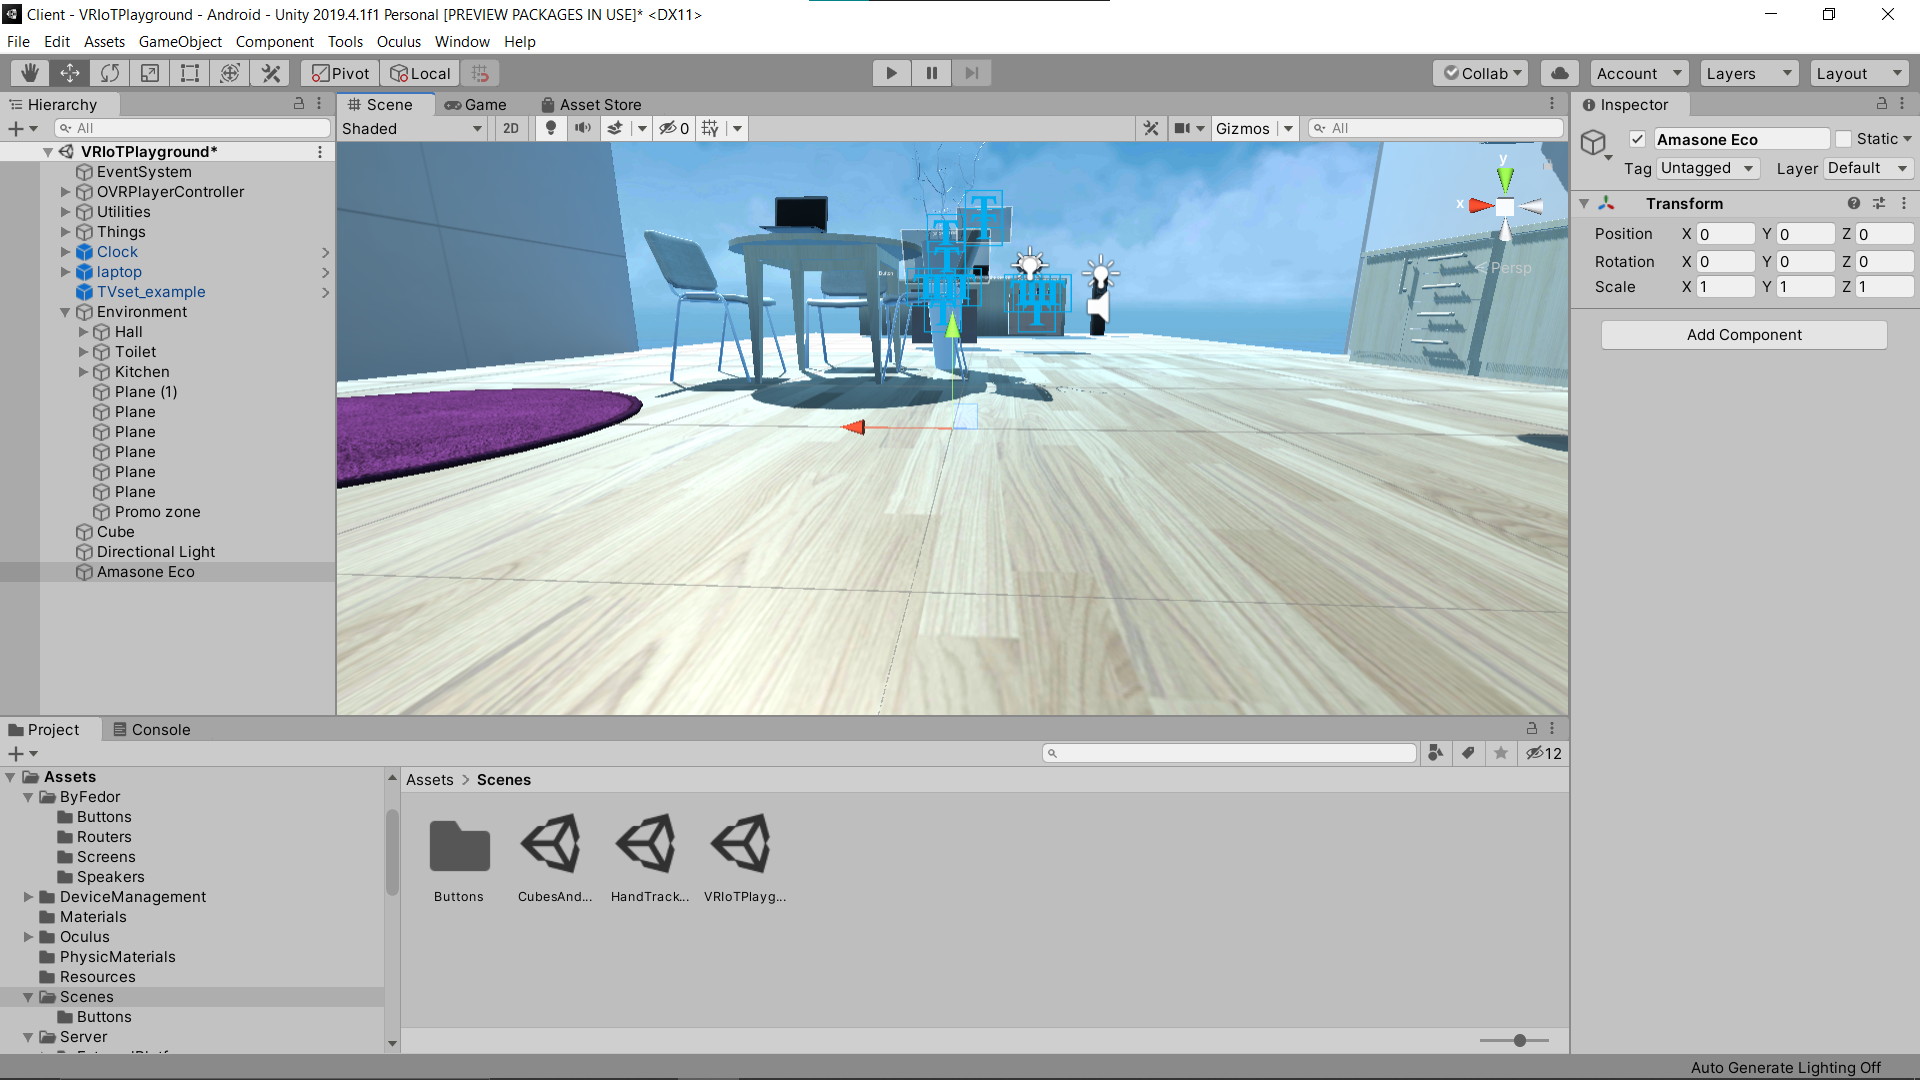 Client - VRIoTPlayground - Android - Unity 2019.4.1f1 Personal [PREVIEW PACKAGES IN USE]* <DX11>
File Edit Assets GameObject Component Tools Oculus Window Help
Pivot Local Collab Account Layers Layout
Hierarchy
All
VRIoTPlayground*
EventSystem
OVRPlayerController
Utilities
Things
Clock
laptop
TVset_example
Environment
Hall
Toilet
Kitchen
Plane (1)
Plane
Plane
Plane
Plane
Plane
Promo zone
Cube
Directional Light
Amasone Eco
Scene Game Asset Store
Shaded 2D 0 Gizmos All
Button
y
x
Persp
Inspector
Amasone Eco Static
Tag Untagged Layer Default
Transform
Position X 0 Y 0 Z 0
Rotation X 0 Y 0 Z 0
Scale X 1 Y 1 Z 1
Add Component
Project Console
12
Assets
ByFedor
Buttons
Routers
Screens
Speakers
DeviceManagement
Materials
Oculus
PhysicMaterials
Resources
Scenes
Buttons
Server
Assets > Scenes
Buttons CubesAnd... HandTrack... VRIoTPlayg...
Auto Generate Lighting Off